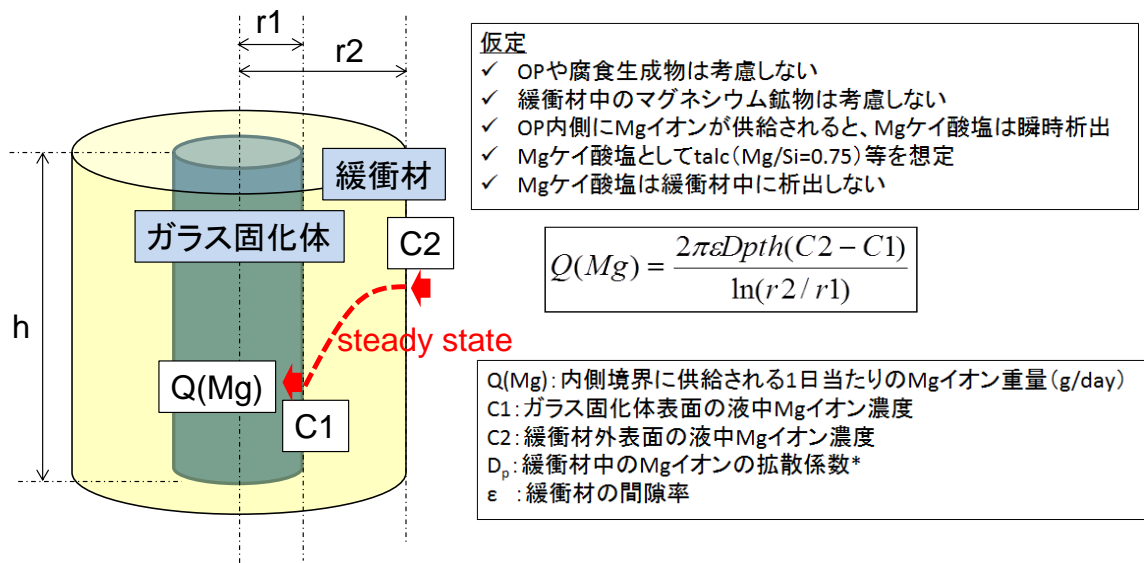 r1
r2
h
緩衝材
ガラス固化体
C2
steady state
Q(Mg)
C1
仮定
✓ OPや腐食生成物は考慮しない
✓ 緩衝材中のマグネシウム鉱物は考慮しない
✓ OP内側にMgイオンが供給されると、Mgケイ酸塩は瞬時析出
✓ Mgケイ酸塩としてtalc(Mg/Si=0.75)等を想定
✓ Mgケイ酸塩は緩衝材中に析出しない
Q(Mg) = 2πεDpth(C2 − C1) / ln(r2 / r1)
Q(Mg):内側境界に供給される1日当たりのMgイオン重量(g/day)
C1:ガラス固化体表面の液中Mgイオン濃度
C2:緩衝材外表面の液中Mgイオン濃度
Dp:緩衝材中のMgイオンの拡散係数*
ε :緩衝材の間隙率